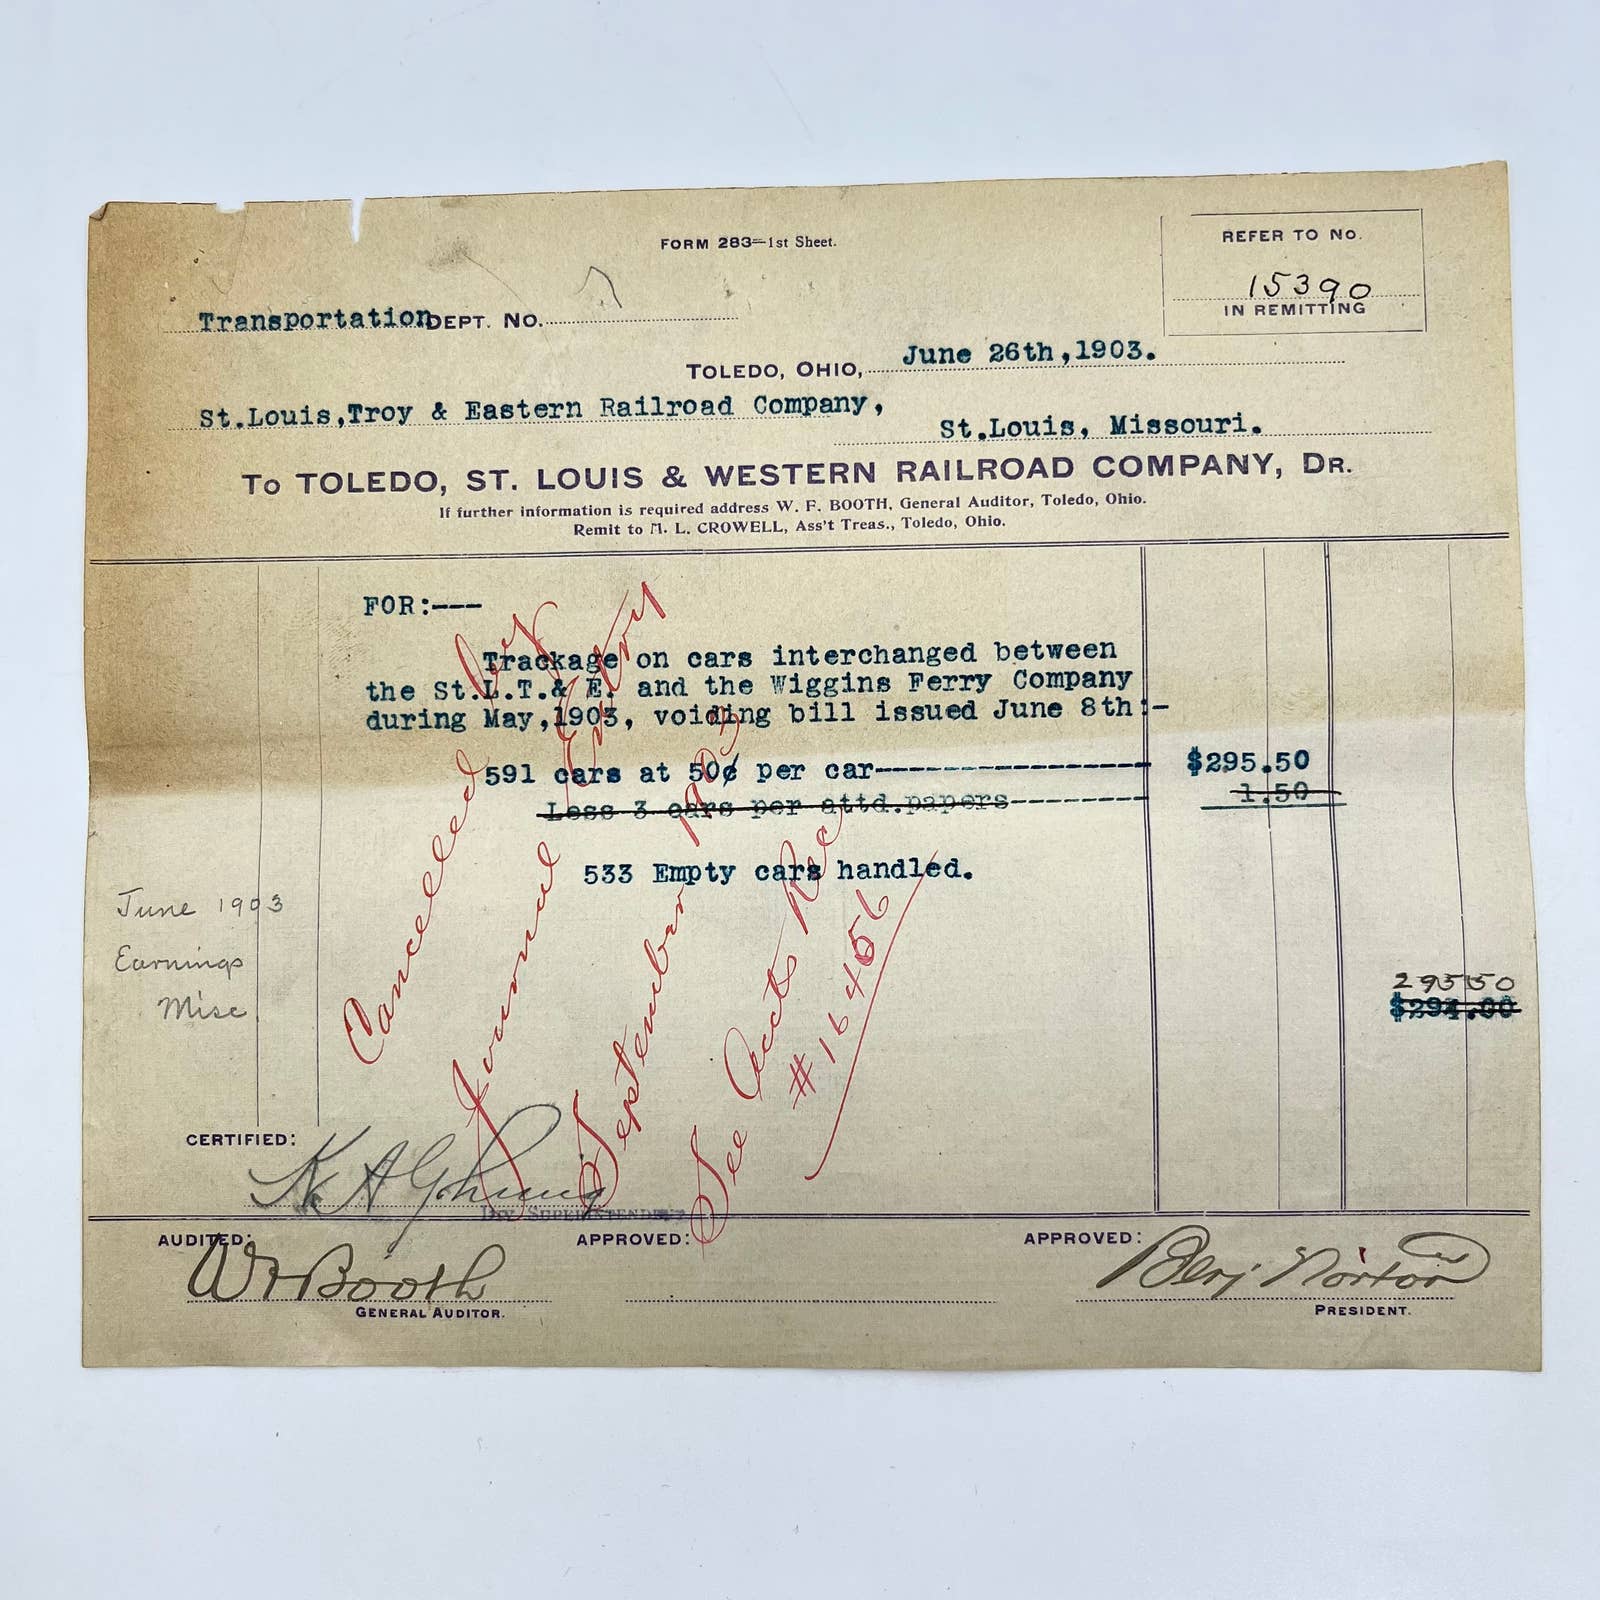 FORM 283—1st Sheet.
REFER TO No.
15390
IN REMITTING
Transportation DEPT. NO.
TOLEDO, OHIO, June 26th,1903.
St.Louis,Troy & Eastern Railroad Company,
St.Louis, Missouri.
To TOLEDO, ST. LOUIS & WESTERN RAILROAD COMPANY, DR.
If further information is required address W. F. BOOTH, General Auditor, Toledo, Ohio.
Remit to M. L. CROWELL, Ass't Treas., Toledo, Ohio.
FOR:---
Trackage on cars interchanged between
the St.L.T.& E. and the Wiggins Ferry Company
during May,1903, voiding bill issued June 8th:-
591 cars at 50¢ per car---------------- $295.50
Less 3 cars per attd.papers-------- 1.50
533 Empty cars handled.
June 1903
Earnings
Misc
295 50
$294.00
Cancelled by
Journal Entry
September 1903
See Accts Rec
#16456
CERTIFIED:
DIV. SUPERINTENDENT
AUDITED: W F Booth
GENERAL AUDITOR.
APPROVED:
APPROVED: Benj Norton
PRESIDENT.